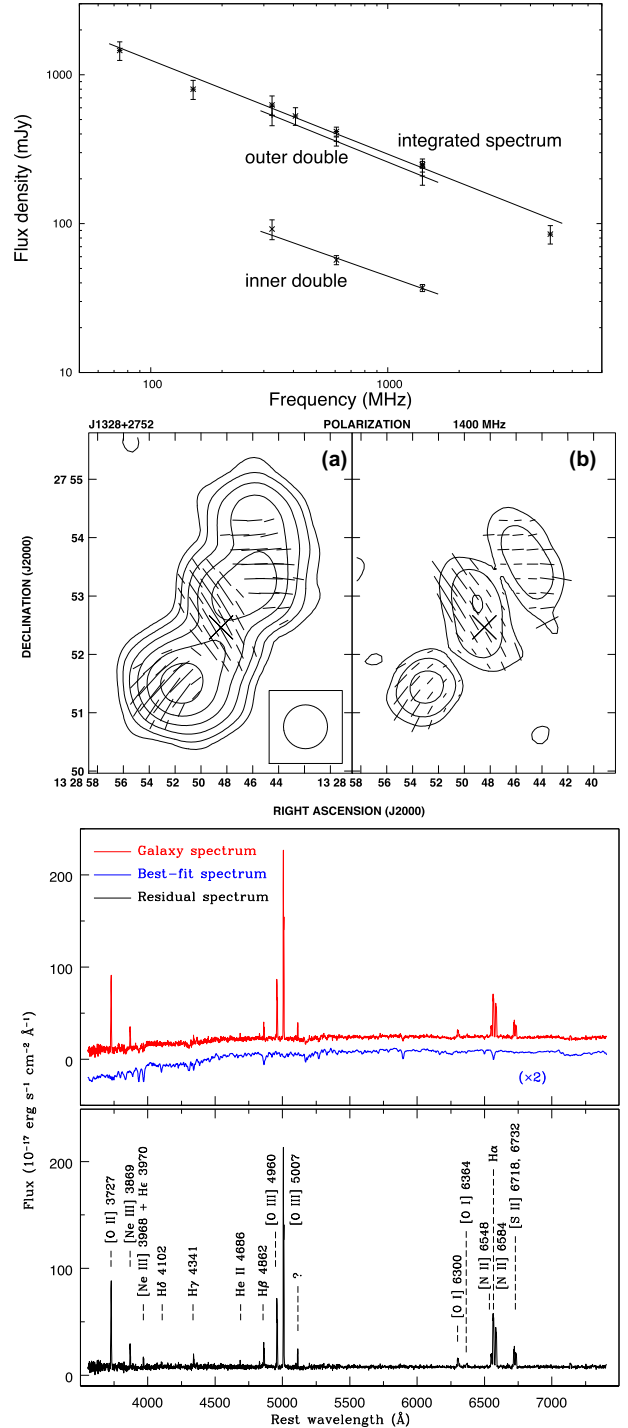 1000
100
10
Flux density (mJy)
integrated spectrum
outer double
inner double
100
1000
Frequency (MHz)
J1328+2752 POLARIZATION 1400 MHz
(a)
(b)
27 55
54
53
52
51
50
DECLINATION (J2000)
13 28 58 56 54 52 50 48 46 44 13 28 58 56 54 52 50 48 46 44 42 40
RIGHT ASCENSION (J2000)
Galaxy spectrum
Best-fit spectrum
Residual spectrum
200
100
0
(×2)
Flux (10⁻¹⁷ erg s⁻¹ cm⁻² Å⁻¹)
200
100
0
[O II] 3727
[Ne III] 3869
[Ne III] 3968 + Hε 3970
Hδ 4102
Hγ 4341
He II 4686
Hβ 4862
[O III] 4960
[O III] 5007
?
[O I] 6300
[O I] 6364
[N II] 6548
Hα
[N II] 6584
[S II] 6718, 6732
4000 4500 5000 5500 6000 6500 7000
Rest wavelength (Å)